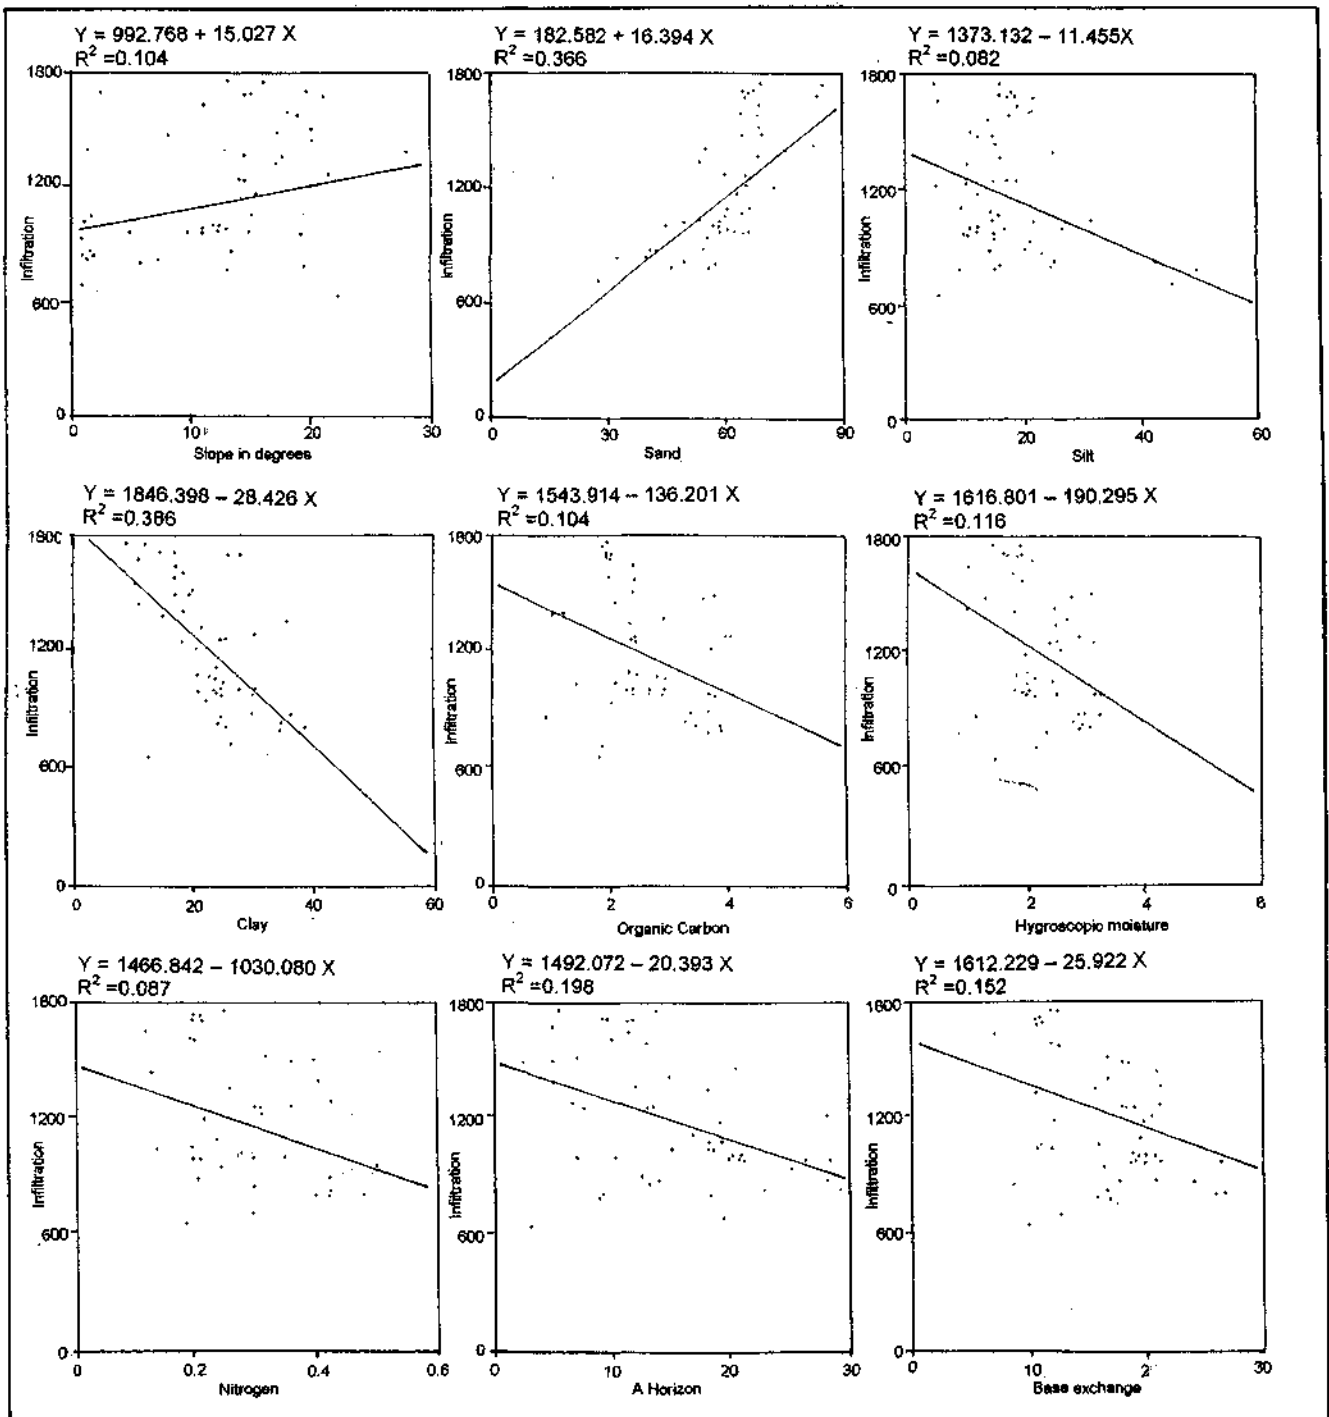 Y = 992.768 + 15.027 X
R² =0.104
1800
1200
600
0
Infiltration
0 10 20 30
Slope in degrees
Y = 182.582 + 16.394 X
R² =0.366
1800
1200
600
0
Infiltration
0 30 60 90
Sand
Y = 1373.132 – 11.455X
R² =0.082
1800
1200
600
0
Infiltration
0 20 40 60
Silt
Y = 1846.398 – 28.426 X
R² =0.386
1800
1200
600
0
Infiltration
0 20 40 60
Clay
Y = 1543.914 – 136.201 X
R² =0.104
1800
1200
600
0
Infiltration
0 2 4 6
Organic Carbon
Y = 1616.801 – 190.295 X
R² =0.116
1800
1200
600
0
Infiltration
0 2 4 6
Hygroscopic moisture
Y = 1466.842 – 1030.080 X
R² =0.087
1800
1200
600
0
Infiltration
0 0.2 0.4 0.6
Nitrogen
Y = 1492.072 – 20.393 X
R² =0.198
1800
1200
600
0
Infiltration
0 10 20 30
A Horizon
Y = 1612.229 – 25.922 X
R² =0.152
1800
1200
600
0
Infiltration
0 10 2 30
Base exchange